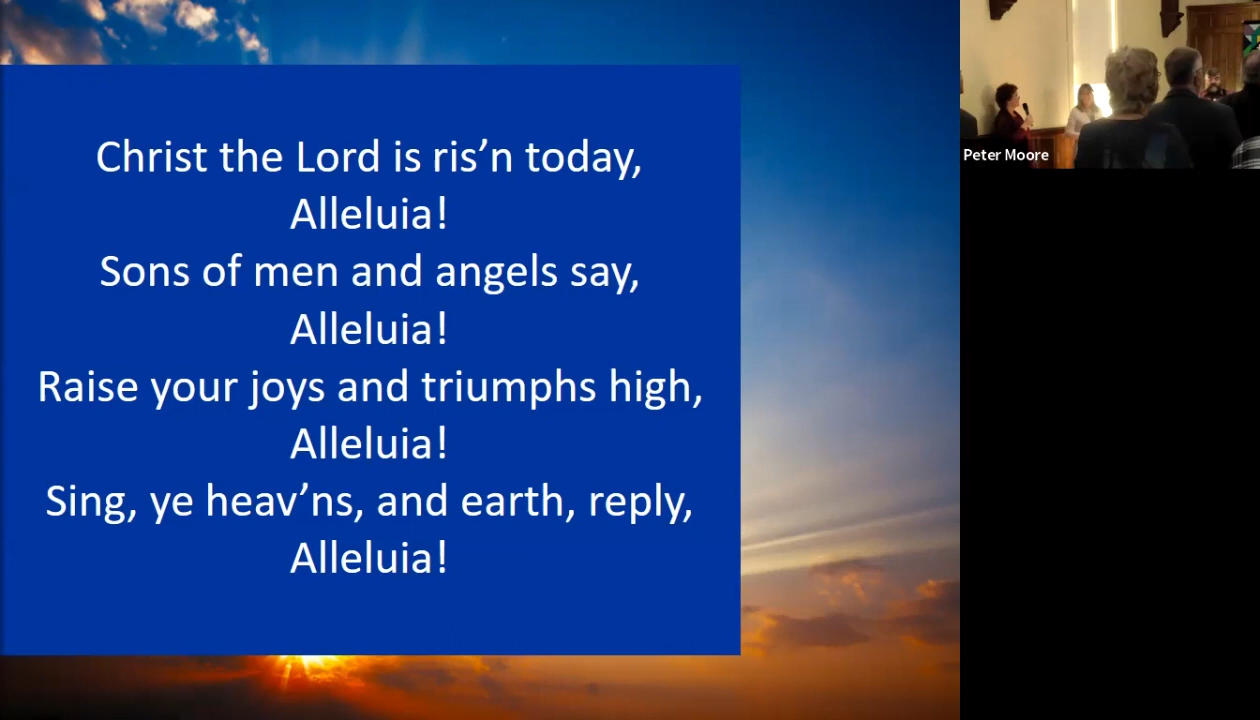 Christ the Lord is ris’n today,
Alleluia!
Sons of men and angels say,
Alleluia!
Raise your joys and triumphs high,
Alleluia!
Sing, ye heav’ns, and earth, reply,
Alleluia!
Peter Moore